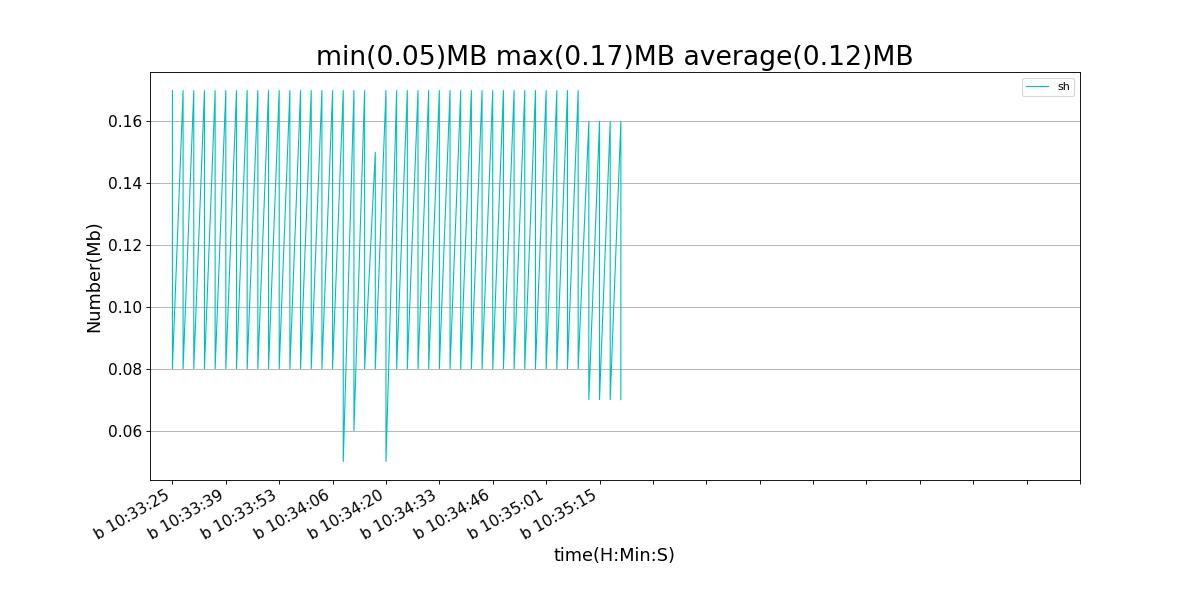 min(0.05)MB max(0.17)MB average(0.12)MB
sh
0.16
0.14
0.12
0.10
0.08
0.06
Number(Mb)
b 10:33:25
b 10:33:39
b 10:33:53
b 10:34:06
b 10:34:20
b 10:34:33
b 10:34:46
b 10:35:01
b 10:35:15
time(H:Min:S)